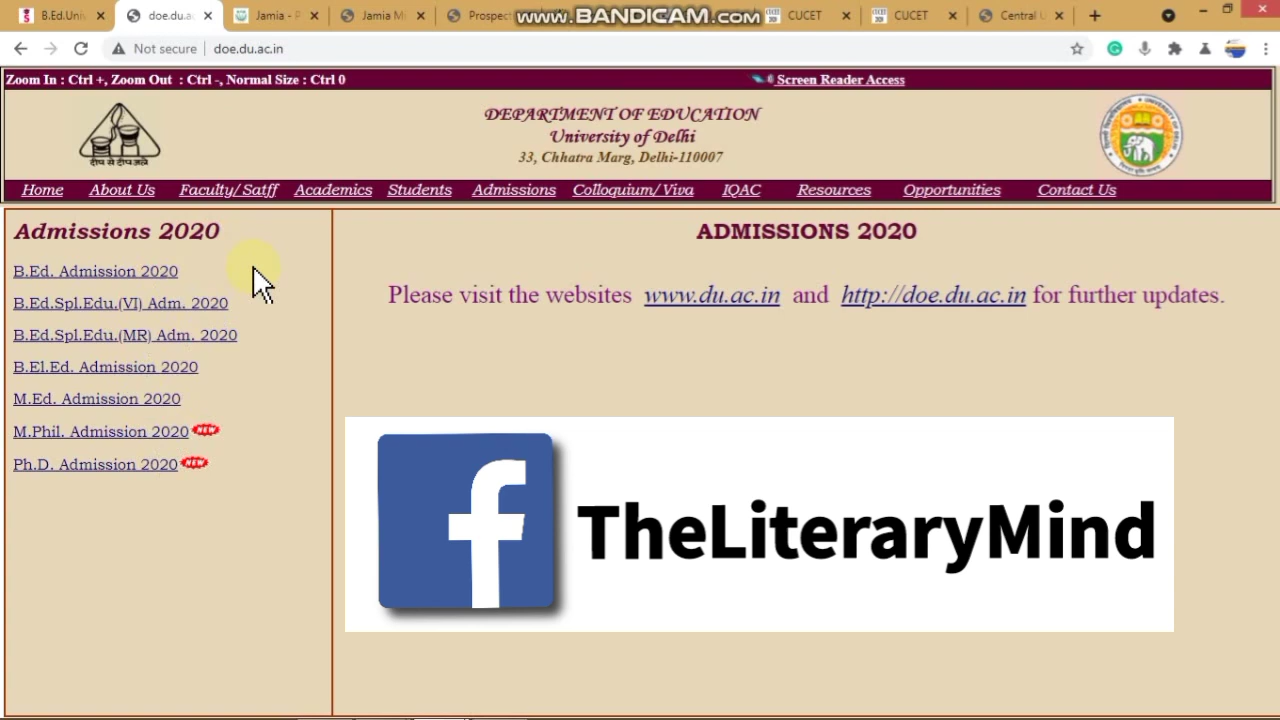 B.Ed.Univ
doe.du.ac
Jamia - P
Jamia Mi
Prospect
www.BANDICAM.com
CUCET
CUCET
Central U
Not secure
doe.du.ac.in
Zoom In : Ctrl +, Zoom Out : Ctrl -, Normal Size : Ctrl 0
Screen Reader Access
दीप से दीप जले
DEPARTMENT OF EDUCATION
University of Delhi
33, Chhatra Marg, Delhi-110007
Home About Us Faculty/Satff Academics Students Admissions Colloquium/Viva IQAC Resources Opportunities Contact Us
Admissions 2020
B.Ed. Admission 2020
B.Ed.Spl.Edu.(VI) Adm. 2020
B.Ed.Spl.Edu.(MR) Adm. 2020
B.El.Ed. Admission 2020
M.Ed. Admission 2020
M.Phil. Admission 2020 NEW
Ph.D. Admission 2020 NEW
ADMISSIONS 2020
Please visit the websites www.du.ac.in and http://doe.du.ac.in for further updates.
f TheLiteraryMind